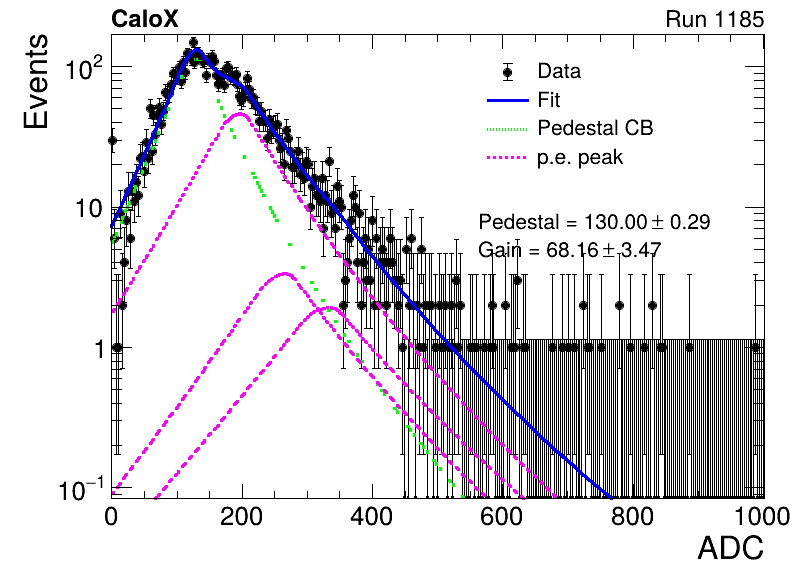 CaloX Run 1185
Events
10²
10
1
10⁻¹
Data
Fit
Pedestal CB
p.e. peak
Pedestal = 130.00 ± 0.29
Gain = 68.16 ± 3.47
0 200 400 600 800 1000
ADC